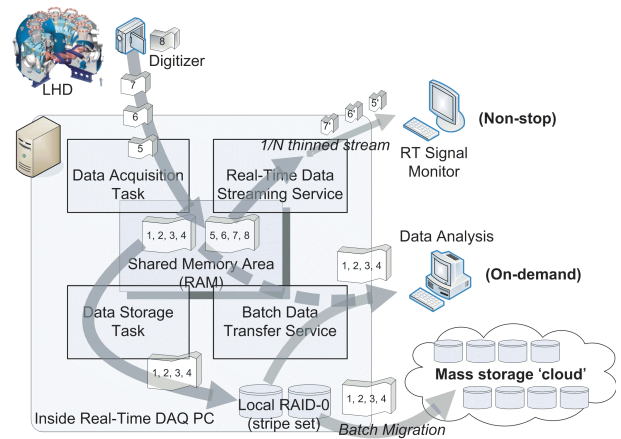 LHD
8
Digitizer
7
6
5
7'
6'
5'
1/N thinned stream
(Non-stop)
RT Signal
Monitor
Data Acquisition
Task
Real-Time Data
Streaming Service
1, 2, 3, 4
5, 6, 7, 8
Shared Memory Area
(RAM)
Data Analysis
1, 2, 3, 4
(On-demand)
Data Storage
Task
Batch Data
Transfer Service
1, 2, 3, 4
Local RAID-0
(stripe set)
1, 2, 3, 4
Mass storage 'cloud'
Inside Real-Time DAQ PC
Batch Migration